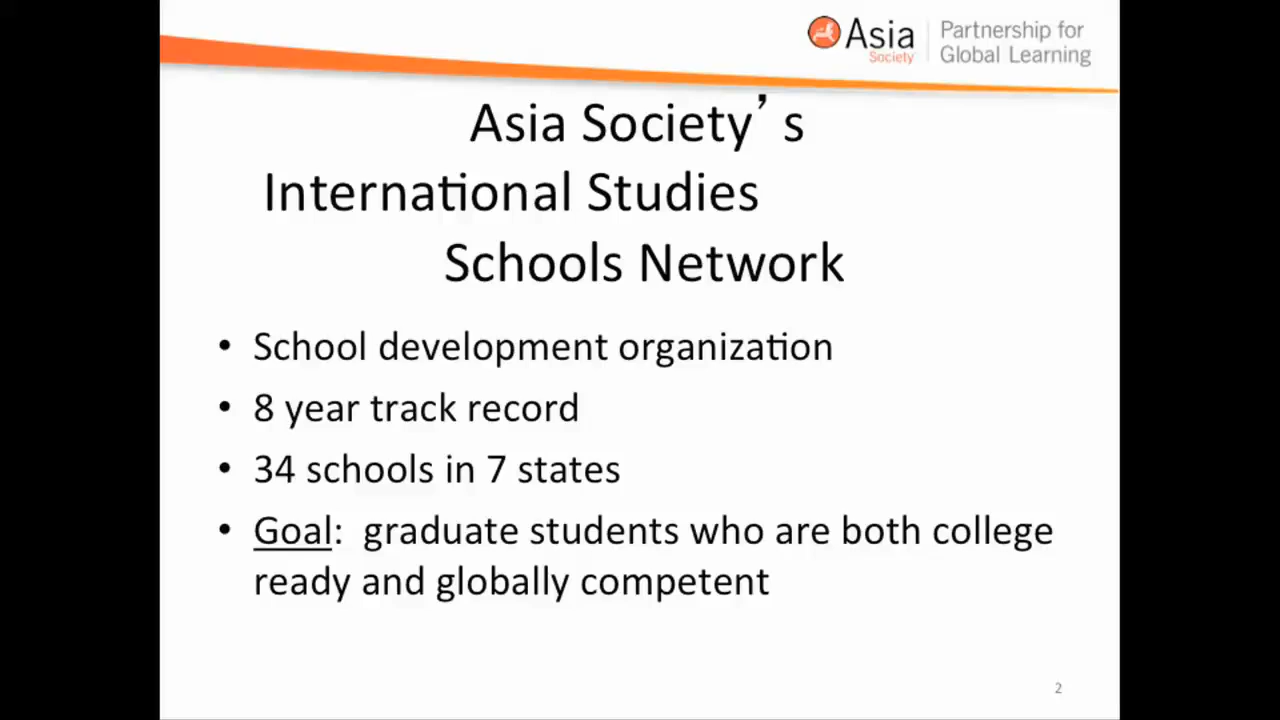 Asia
Society
Partnership for
Global Learning
Asia Society’s
International Studies
Schools Network
• School development organization
• 8 year track record
• 34 schools in 7 states
• Goal:  graduate students who are both college
ready and globally competent
2